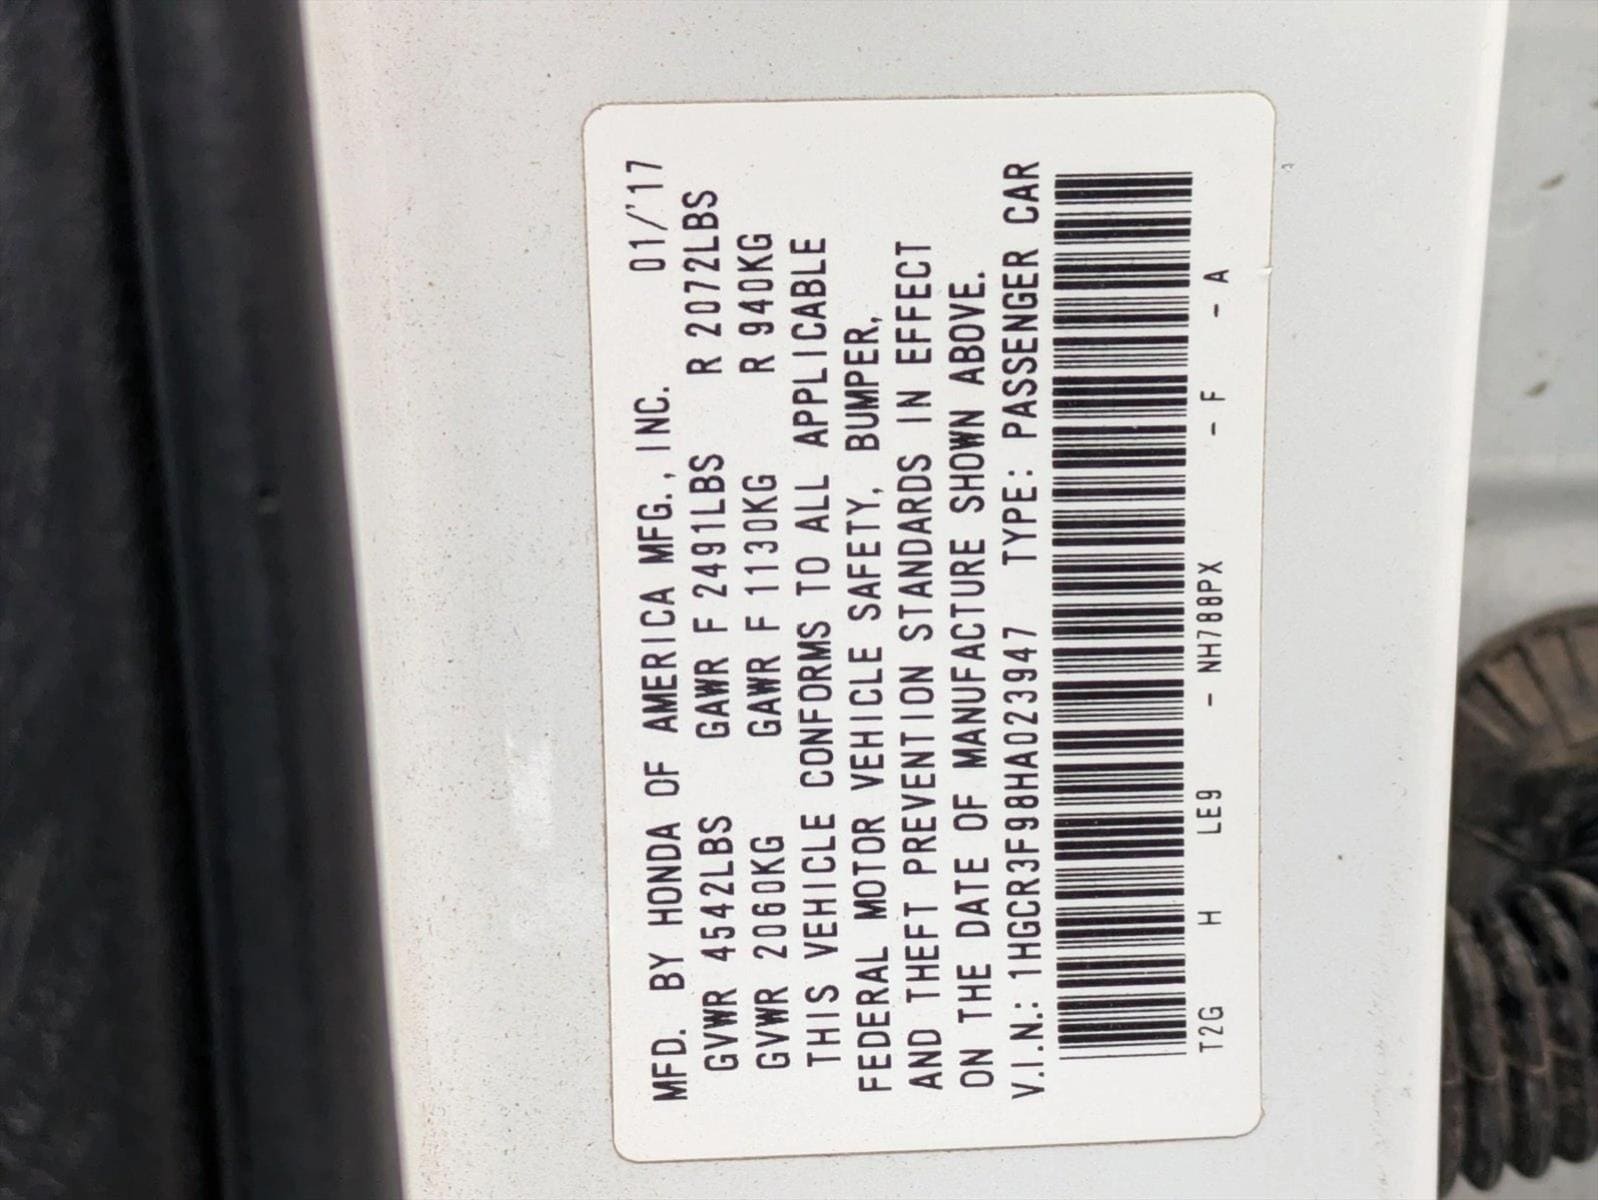 MFD. BY HONDA OF AMERICA MFG., INC. 01/'17
GVWR 4542LBS GAWR F 2491LBS R 2072LBS
GVWR 2060KG GAWR F 1130KG R 940KG
THIS VEHICLE CONFORMS TO ALL APPLICABLE
FEDERAL MOTOR VEHICLE SAFETY, BUMPER,
AND THEFT PREVENTION STANDARDS IN EFFECT
ON THE DATE OF MANUFACTURE SHOWN ABOVE.
V.I.N.: 1HGCR3F98HA023947 TYPE: PASSENGER CAR
T2G H LE9 - NH788PX - F - A